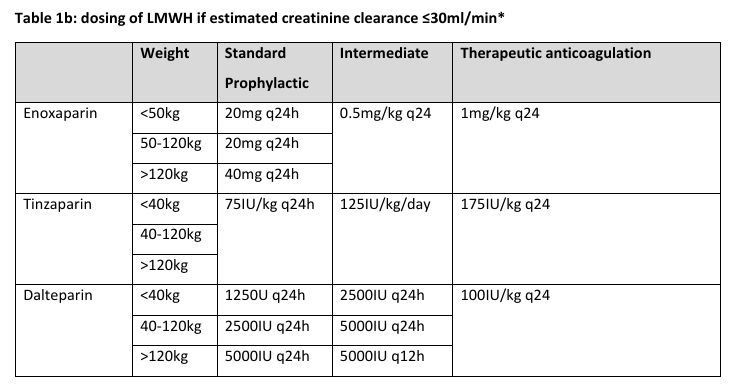 Table 1b: dosing of LMWH if estimated creatinine clearance ≤30ml/min*
Weight Standard Prophylactic Intermediate Therapeutic anticoagulation
Enoxaparin <50kg 20mg q24h 0.5mg/kg q24 1mg/kg q24
50-120kg 20mg q24h
>120kg 40mg q24h
Tinzaparin <40kg 75IU/kg q24h 125IU/kg/day 175IU/kg q24
40-120kg
>120kg
Dalteparin <40kg 1250U q24h 2500IU q24h 100IU/kg q24
40-120kg 2500IU q24h 5000IU q24h
>120kg 5000IU q24h 5000IU q12h